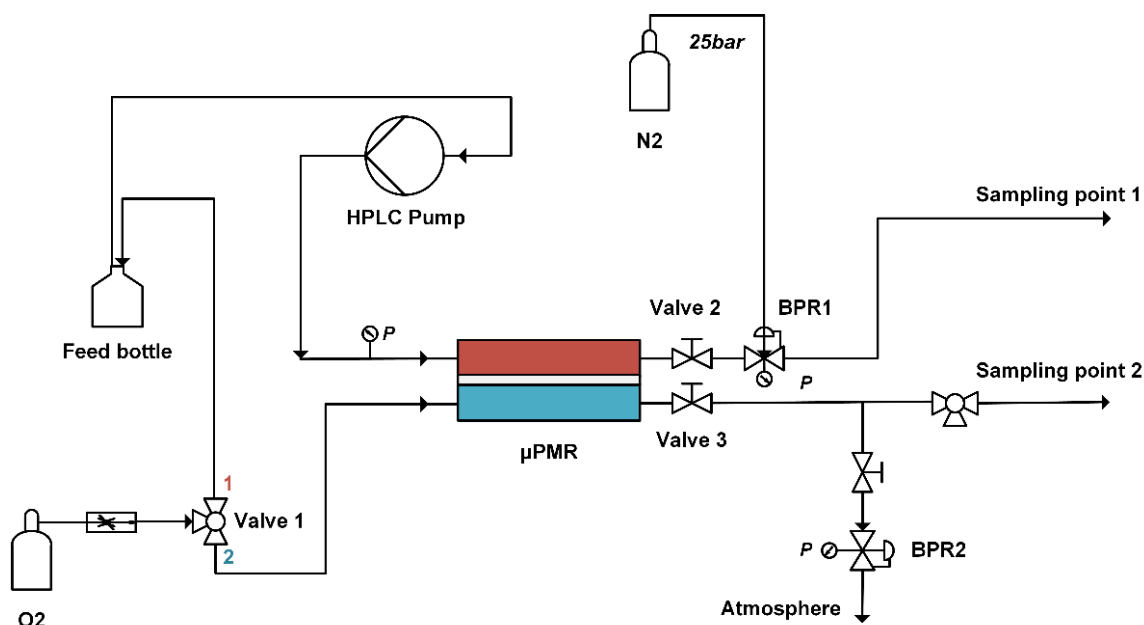 25bar
N2
HPLC Pump
Sampling point 1
Feed bottle
P
Valve 2
BPR1
P
Sampling point 2
Valve 3
µPMR
1
Valve 1
2
O2
P
BPR2
Atmosphere